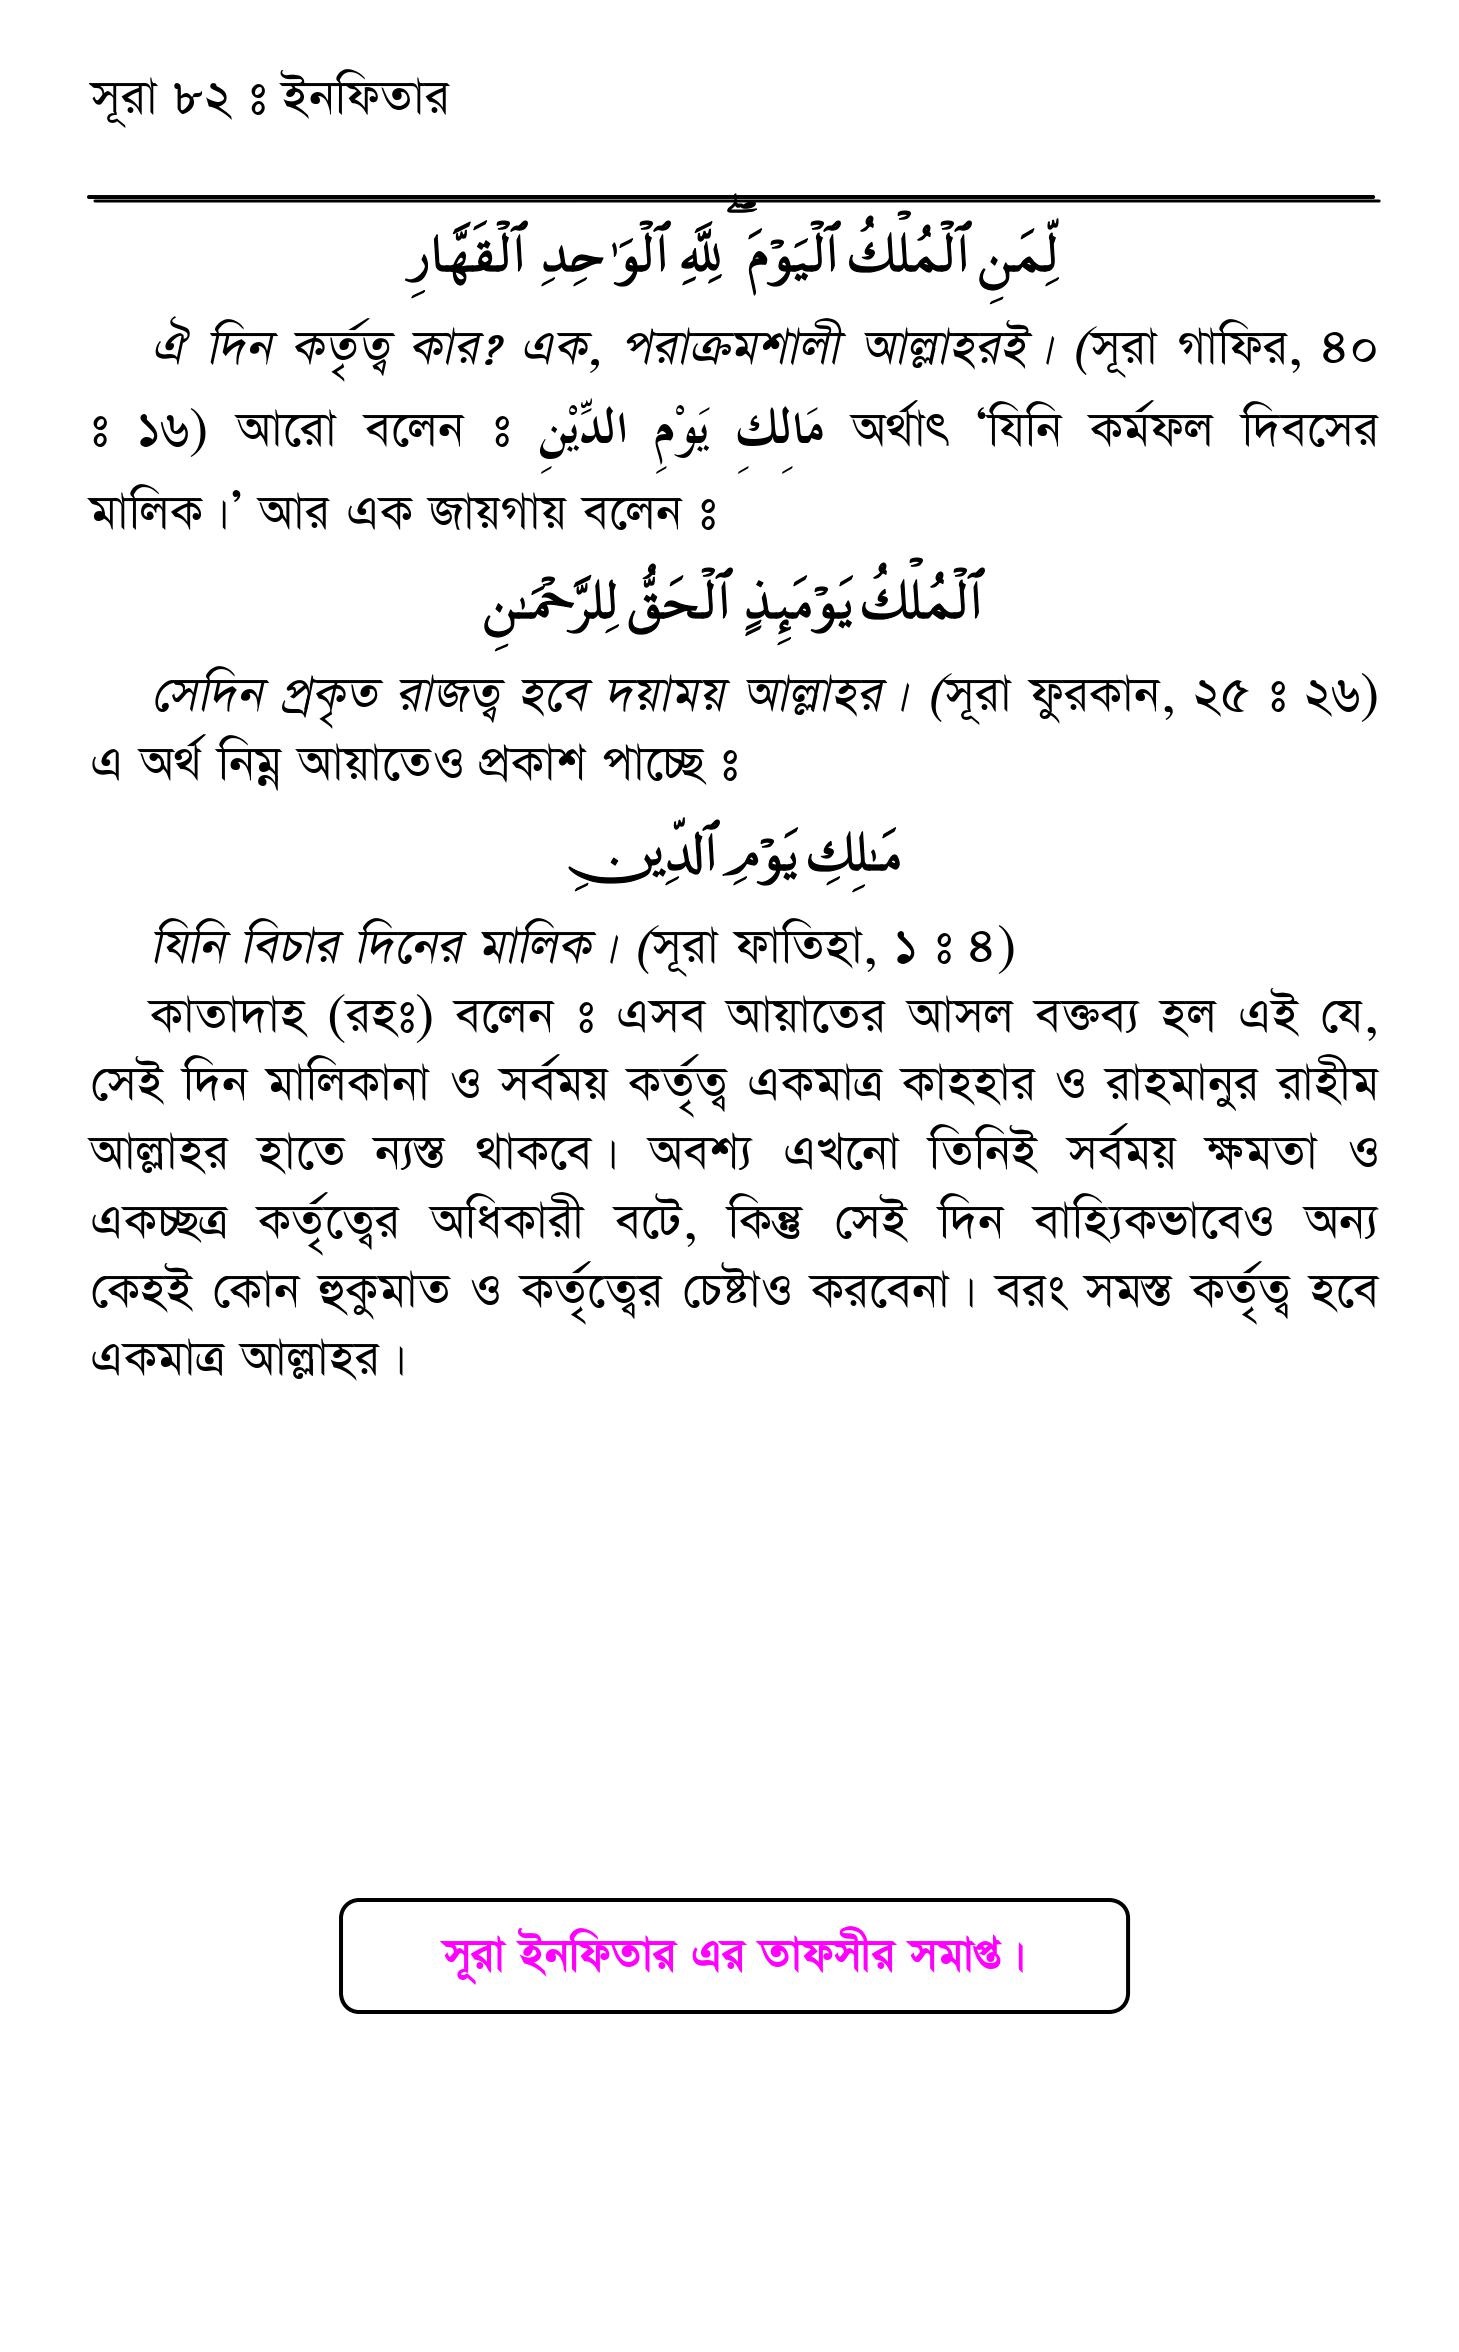 সূরা ৮২ ঃ ইনফিতার
لِّمَنِ ٱلْمُلْكُ ٱلْيَوْمَ ۖ لِلَّهِ ٱلْوَٰحِدِ ٱلْقَهَّارِ
ঐ দিন কর্তৃত্ব কার? এক, পরাক্রমশালী আল্লাহরই। (সূরা গাফির, ৪০
ঃ ১৬) আরো বলেন ঃ مَالِكِ يَوْمِ الدِّيْنِ অর্থাৎ ‘যিনি কর্মফল দিবসের
মালিক।’ আর এক জায়গায় বলেন ঃ
ٱلْمُلْكُ يَوْمَئِذٍ ٱلْحَقُّ لِلرَّحْمَـٰنِ
সেদিন প্রকৃত রাজত্ব হবে দয়াময় আল্লাহর। (সূরা ফুরকান, ২৫ ঃ ২৬)
এ অর্থ নিম্ন আয়াতেও প্রকাশ পাচ্ছে ঃ
مَـٰلِكِ يَوْمِ ٱلدِّينِ
যিনি বিচার দিনের মালিক। (সূরা ফাতিহা, ১ ঃ ৪)
কাতাদাহ (রহঃ) বলেন ঃ এসব আয়াতের আসল বক্তব্য হল এই যে,
সেই দিন মালিকানা ও সর্বময় কর্তৃত্ব একমাত্র কাহহার ও রাহমানুর রাহীম
আল্লাহর হাতে ন্যস্ত থাকবে। অবশ্য এখনো তিনিই সর্বময় ক্ষমতা ও
একচ্ছত্র কর্তৃত্বের অধিকারী বটে, কিন্তু সেই দিন বাহ্যিকভাবেও অন্য
কেহই কোন হুকুমাত ও কর্তৃত্বের চেষ্টাও করবেনা। বরং সমস্ত কর্তৃত্ব হবে
একমাত্র আল্লাহর।
সূরা ইনফিতার এর তাফসীর সমাপ্ত।